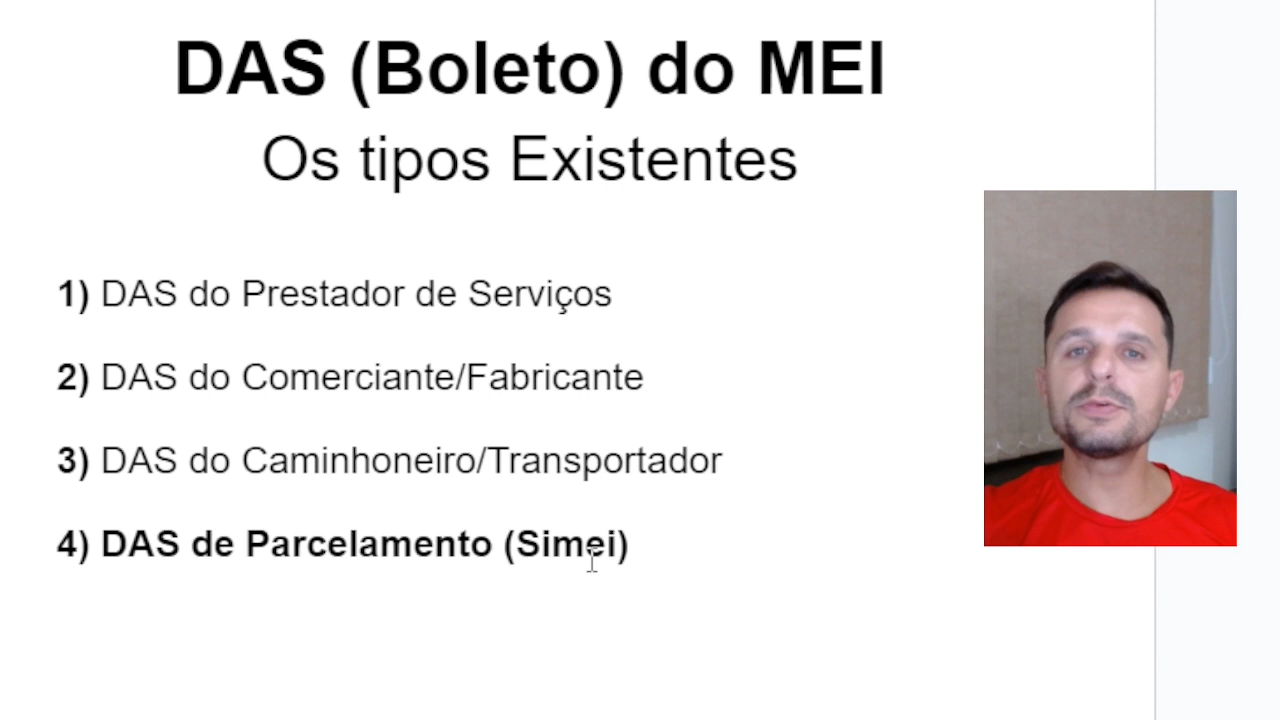 DAS (Boleto) do MEI
Os tipos Existentes
1) DAS do Prestador de Serviços
2) DAS do Comerciante/Fabricante
3) DAS do Caminhoneiro/Transportador
4) DAS de Parcelamento (Simei)